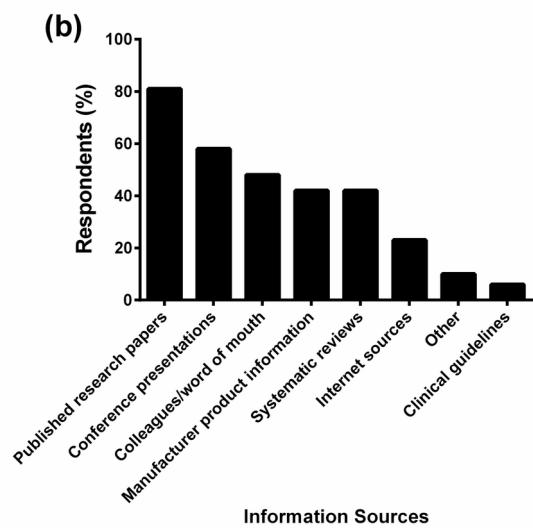 (b)
100
80
60
40
20
0
Respondents (%)
Published research papers
Conference presentations
Colleagues/word of mouth
Manufacturer product information
Systematic reviews
Internet sources
Other
Clinical guidelines
Information Sources